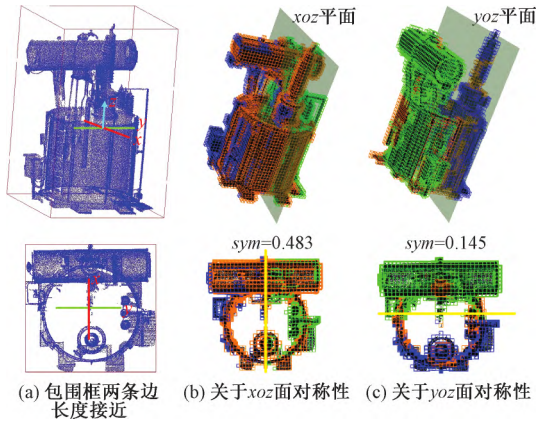 xoz平面
yoz平面
sym=0.483
sym=0.145
(a) 包围框两条边
长度接近
(b) 关于xoz面对称性
(c) 关于yoz面对称性